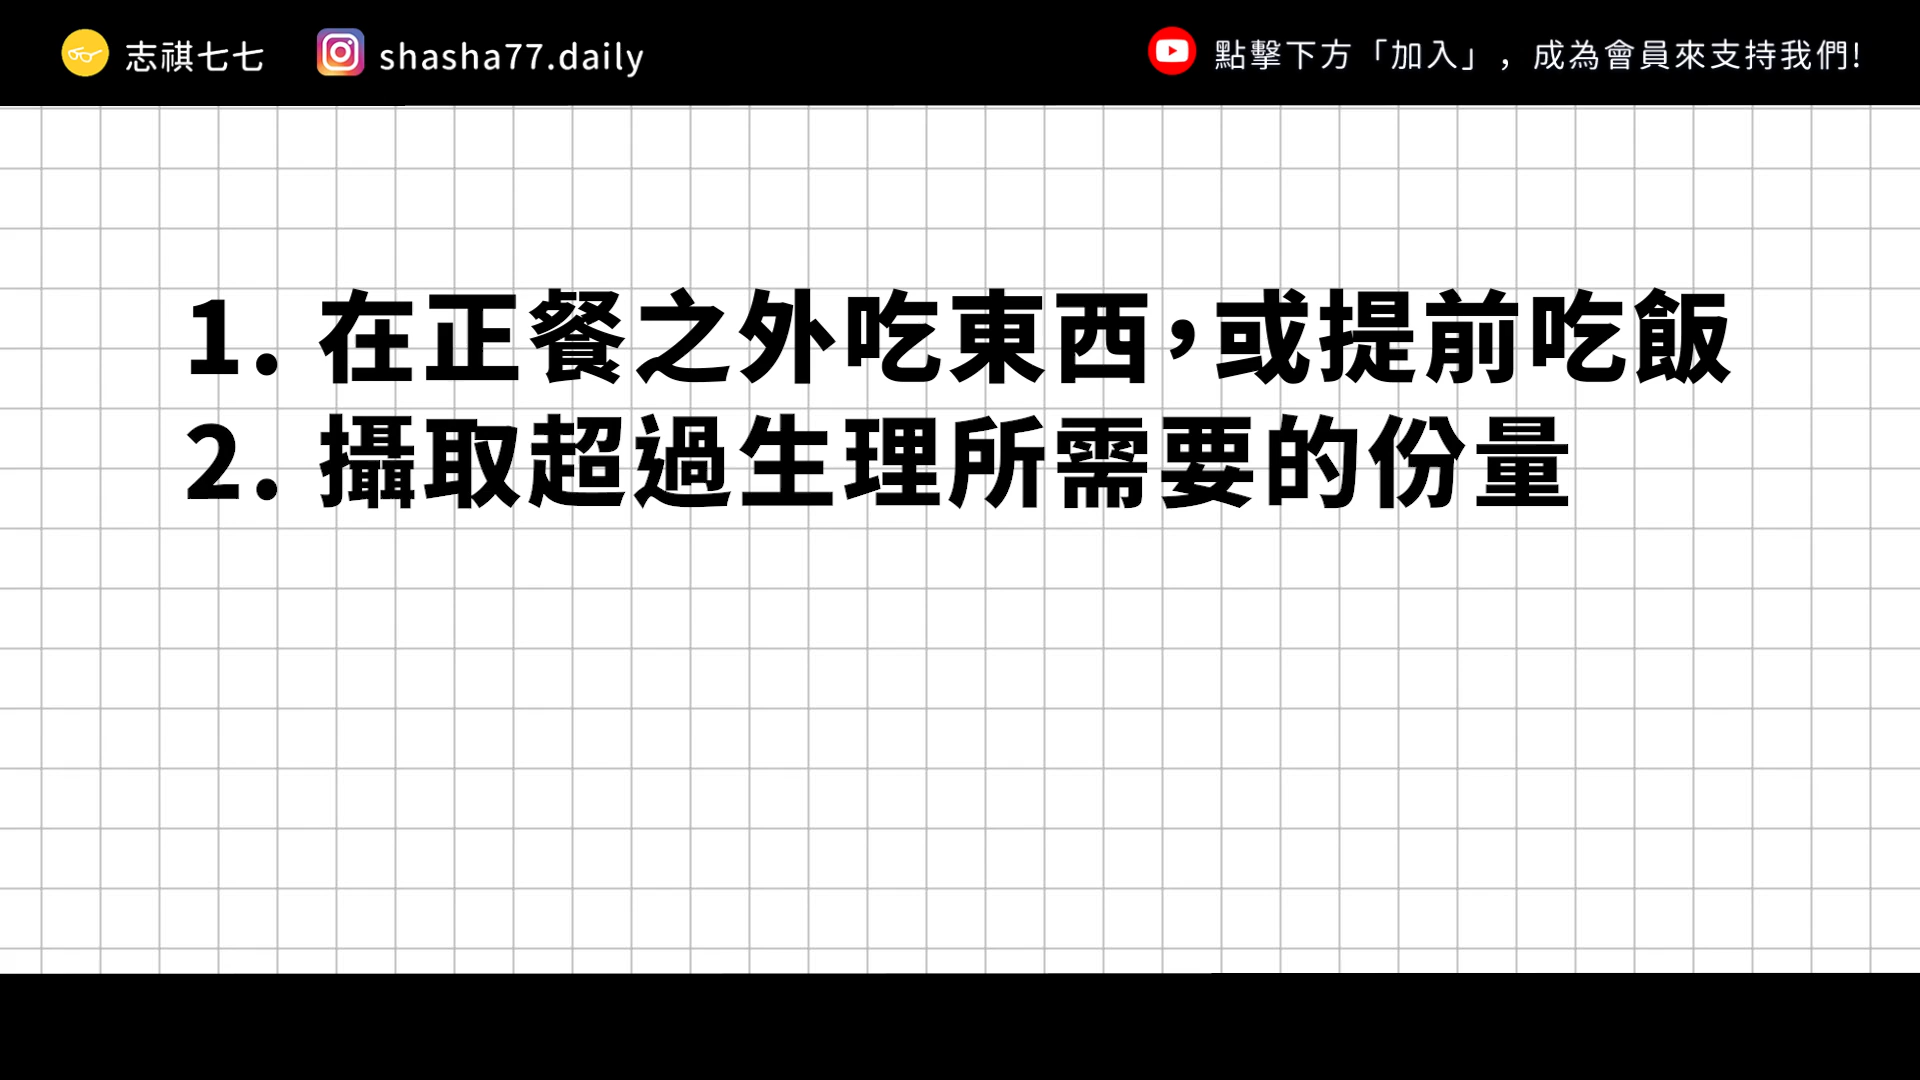 志祺七七 shasha77.daily 點擊下方「加入」，成為會員來支持我們!
1. 在正餐之外吃東西，或提前吃飯
2. 攝取超過生理所需要的份量